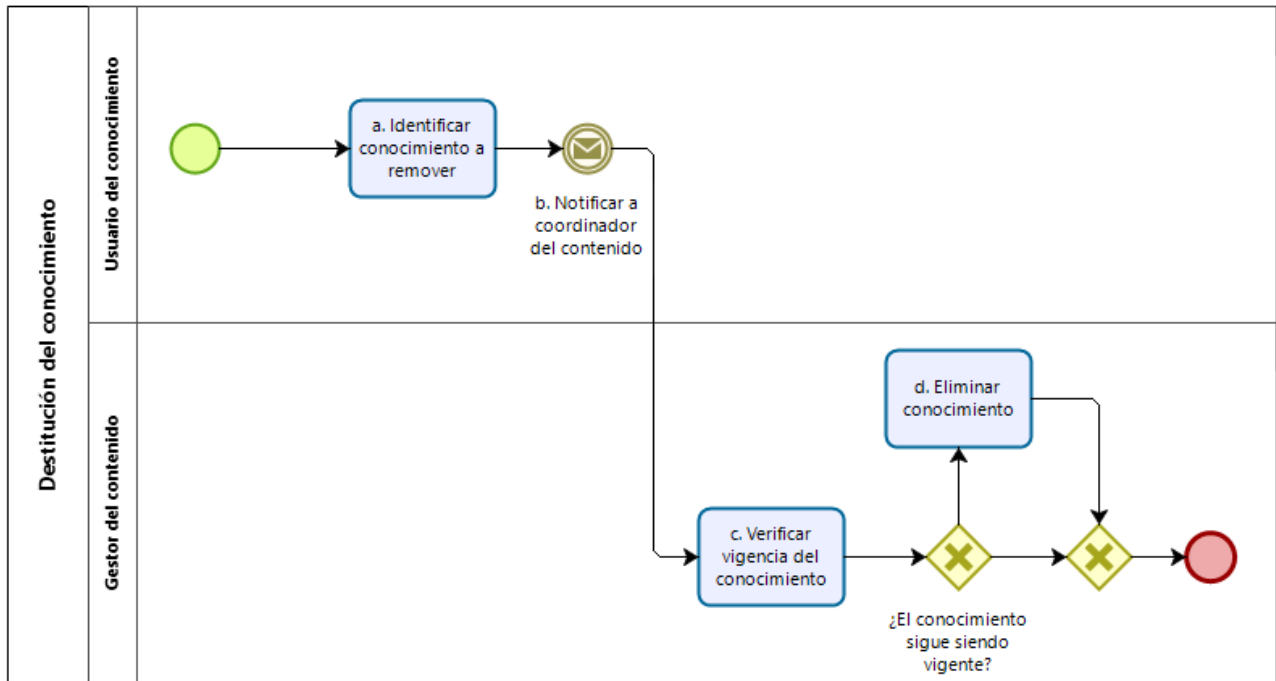 Destitución del conocimiento
Usuario del conocimiento
a. Identificar
conocimiento a
remover
b. Notificar a
coordinador
del contenido
Gestor del contenido
c. Verificar
vigencia del
conocimiento
d. Eliminar
conocimiento
¿El conocimiento
sigue siendo
vigente?